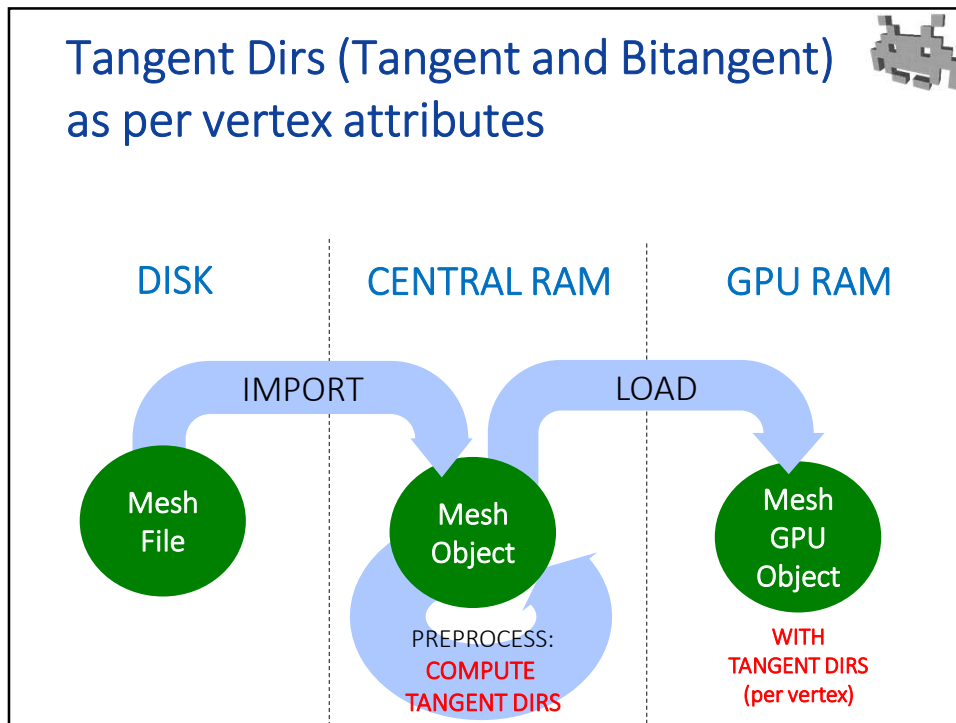 Tangent Dirs (Tangent and Bitangent)
as per vertex attributes
DISK
CENTRAL RAM
GPU RAM
IMPORT
LOAD
Mesh
File
Mesh
Object
Mesh
GPU
Object
PREPROCESS:
COMPUTE
TANGENT DIRS
WITH
TANGENT DIRS
(per vertex)